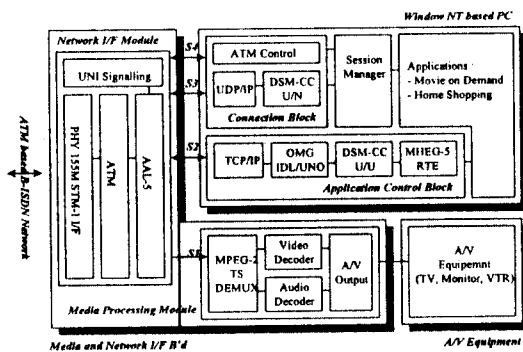 Window NT based PC
Network I/F Module
UNI Signalling
PHY 155M STM-1 I/F
ATM
AAL-5
ATM based B-ISDN Network
S4
S3
S2
S1
ATM Control
UDP/IP
DSM-CC
U/N
Connection Block
Session
Manager
Applications
- Movie on Demand
- Home Shopping
TCP/IP
OMG
IDL/UNO
DSM-CC
U/U
MHEG-5
RTE
Application Control Block
MPEG-2
TS
DEMUX
Video
Decoder
Audio
Decoder
A/V
Output
Media Processing Module
Media and Network I/F B'd
A/V
Equipemnt
(TV, Monitor, VTR)
A/V Equipment